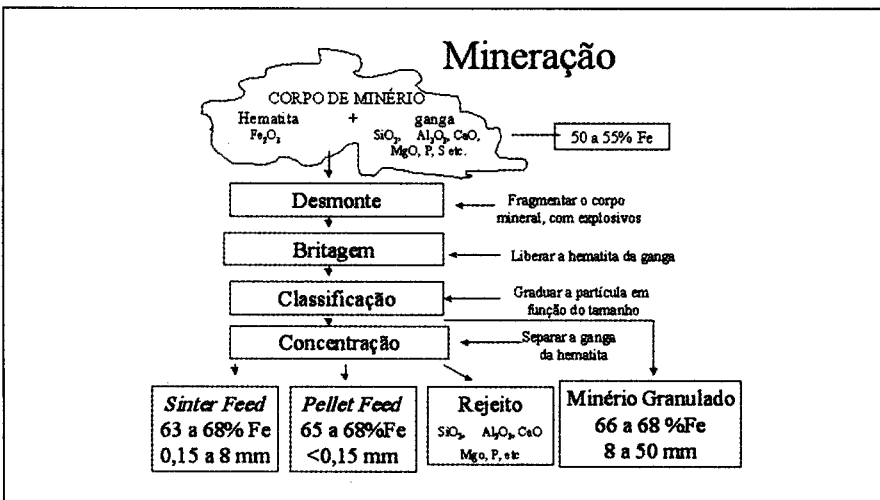 Mineração
CORPO DE MINÉRIO
Hematita + ganga
Fe₂O₃ SiO₂, Al₂O₃, CaO,
MgO, P, S etc.
50 a 55% Fe
Desmonte
Fragmentar o corpo
mineral, com explosivos
Britagem
Liberar a hematita da ganga
Classificação
Graduar a partícula em
função do tamanho
Concentração
Separar a ganga
da hematita
Sinter Feed
63 a 68% Fe
0,15 a 8 mm
Pellet Feed
65 a 68%Fe
<0,15 mm
Rejeito
SiO₂, Al₂O₃, CaO
Mgo, P, etc
Minério Granulado
66 a 68 %Fe
8 a 50 mm